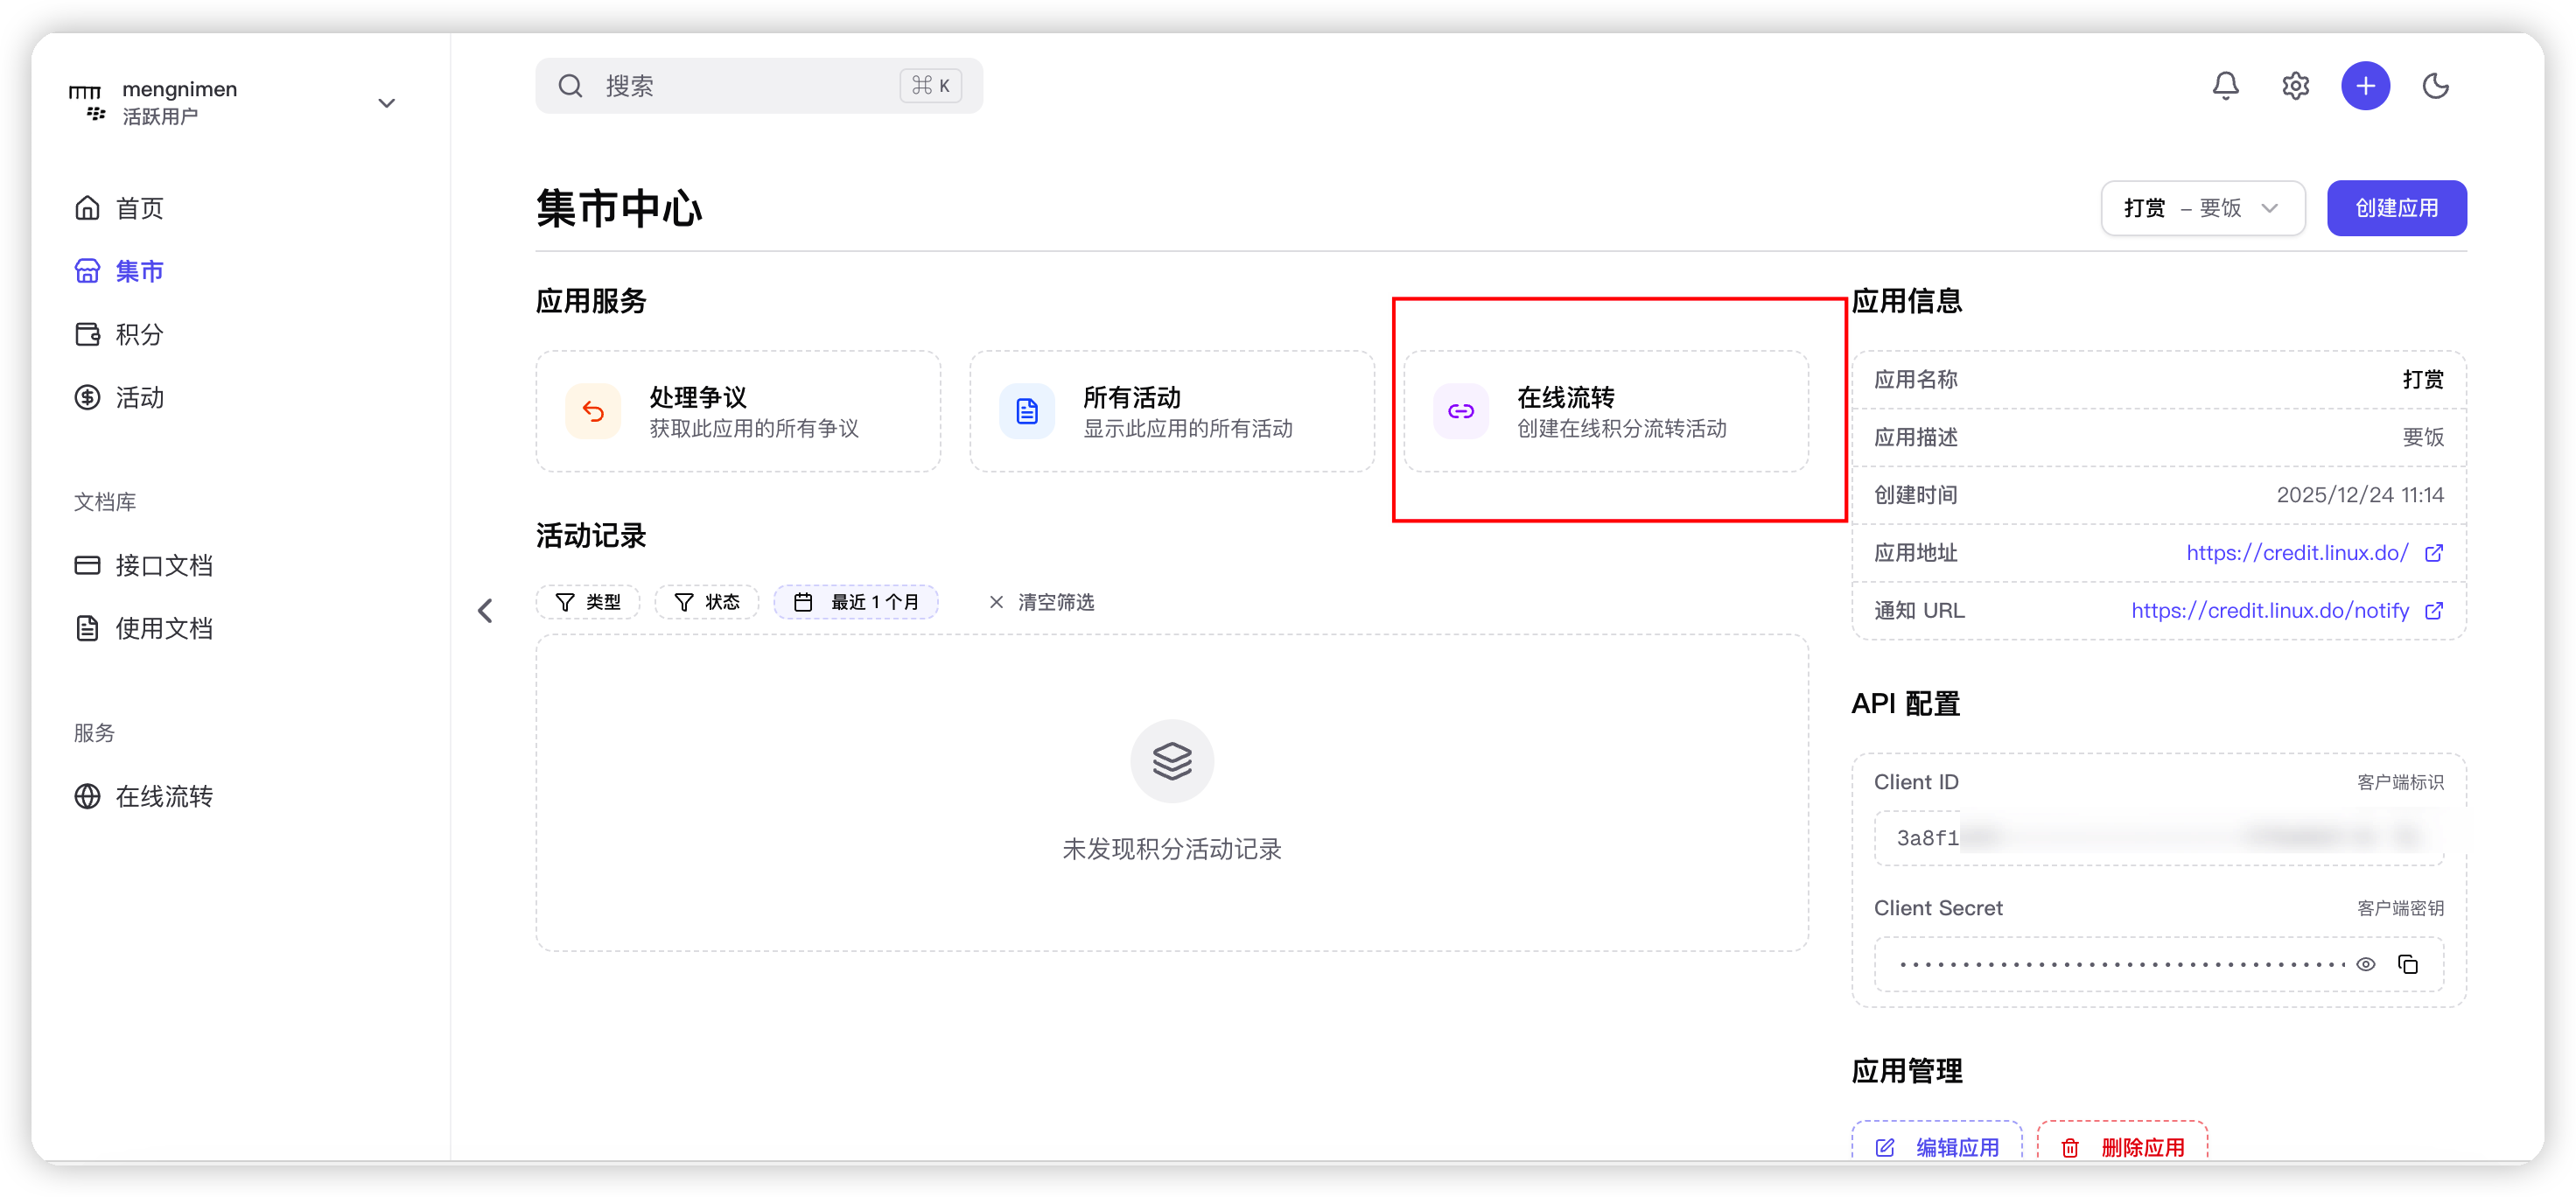 mengnimen
活跃用户
首页
集市
积分
活动
文档库
接口文档
使用文档
服务
在线流转
搜索
⌘ K
集市中心
打赏 – 要饭
创建应用
应用服务
处理争议
获取此应用的所有争议
所有活动
显示此应用的所有活动
在线流转
创建在线积分流转活动
活动记录
类型
状态
最近 1 个月
清空筛选
未发现积分活动记录
应用信息
应用名称 打赏
应用描述 要饭
创建时间 2025/12/24 11:14
应用地址 https://credit.linux.do/
通知 URL https://credit.linux.do/notify
API 配置
Client ID 客户端标识
3a8f1
Client Secret 客户端密钥
应用管理
编辑应用
删除应用